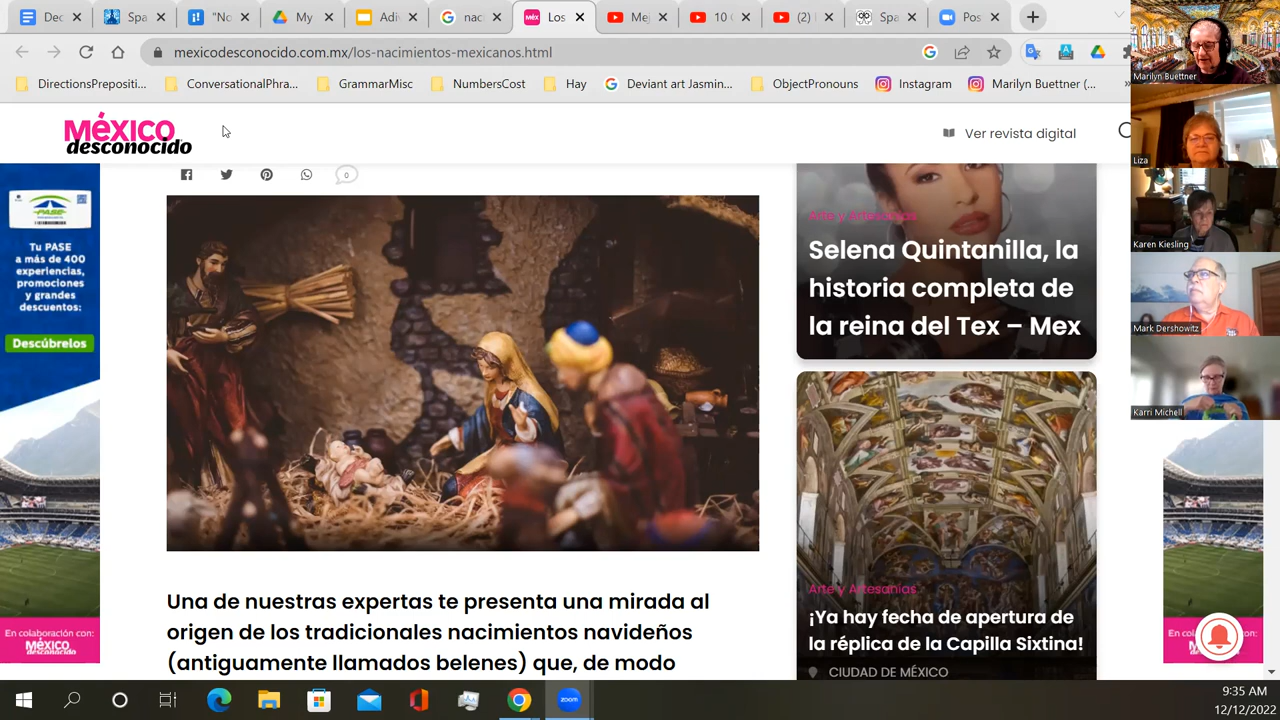 Dec
Spa
"No
My
Adiv
nac
Los
Mej
10
(2)
Spa
Pos
mexicodesconocido.com.mx/los-nacimientos-mexicanos.html
DirectionsPrepositi...
ConversationalPhra...
GrammarMisc
NumbersCost
Hay
Deviant art Jasmin...
ObjectPronouns
Instagram
Marilyn Buettner (...
»
MéXICO
desconocido
Ver revista digital
0
PASE
Tu PASE
a más de 400
experiencias,
promociones
y grandes
descuentos:
Descúbrelos
En colaboración con:
México
desconocido
Arte y Artesanías
Selena Quintanilla, la
historia completa de
la reina del Tex – Mex
Arte y Artesanías
¡Ya hay fecha de apertura de
la réplica de la Capilla Sixtina!
CIUDAD DE MÉXICO
Una de nuestras expertas te presenta una mirada al
origen de los tradicionales nacimientos navideños
(antiguamente llamados belenes) que, de modo
Marilyn Buettner
Liza
Karen Kiesling
Mark Dershowitz
Karri Michell
zoom
9:35 AM
12/12/2022